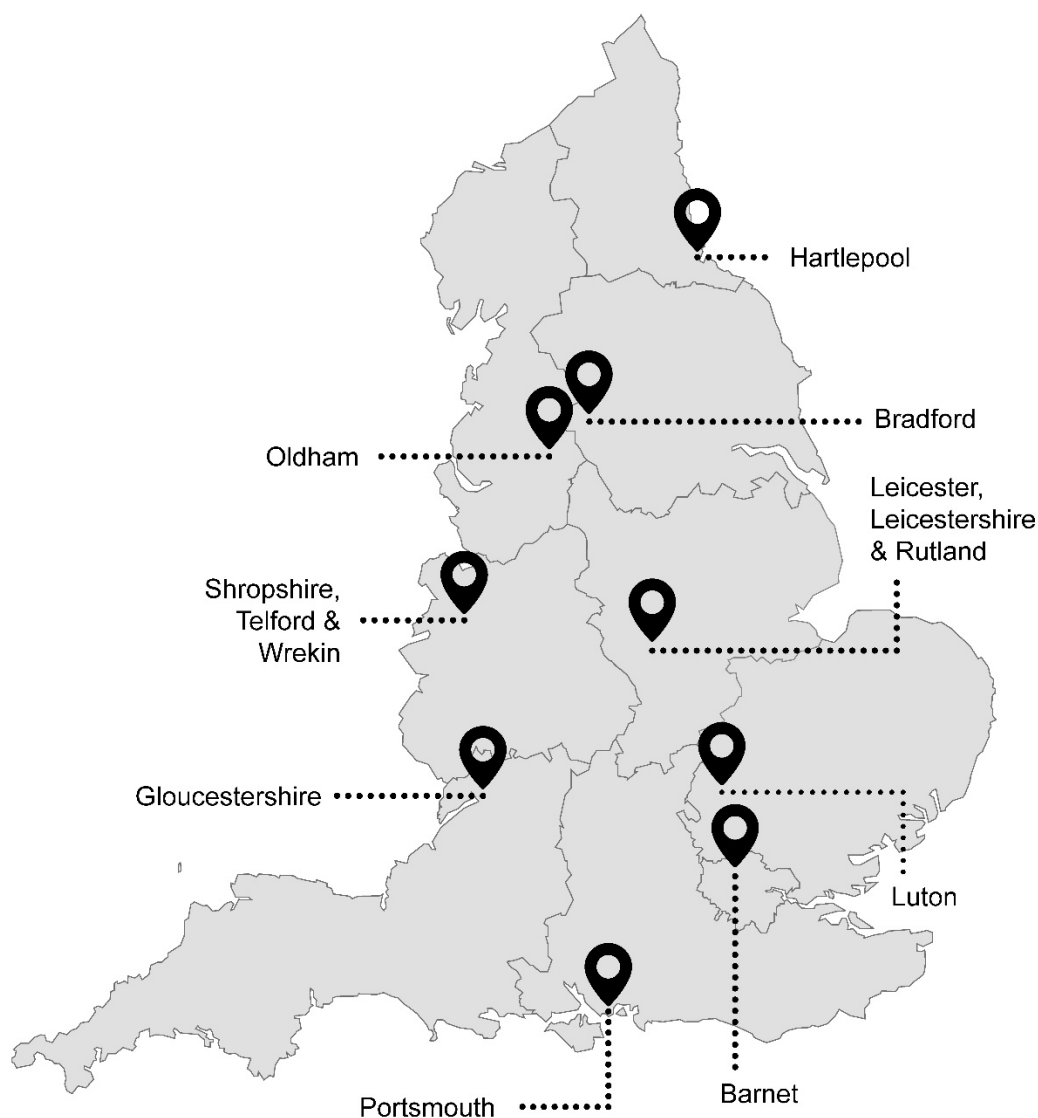 Hartlepool
Bradford
Oldham
Leicester,
Leicestershire
& Rutland
Shropshire,
Telford &
Wrekin
Gloucestershire
Luton
Barnet
Portsmouth